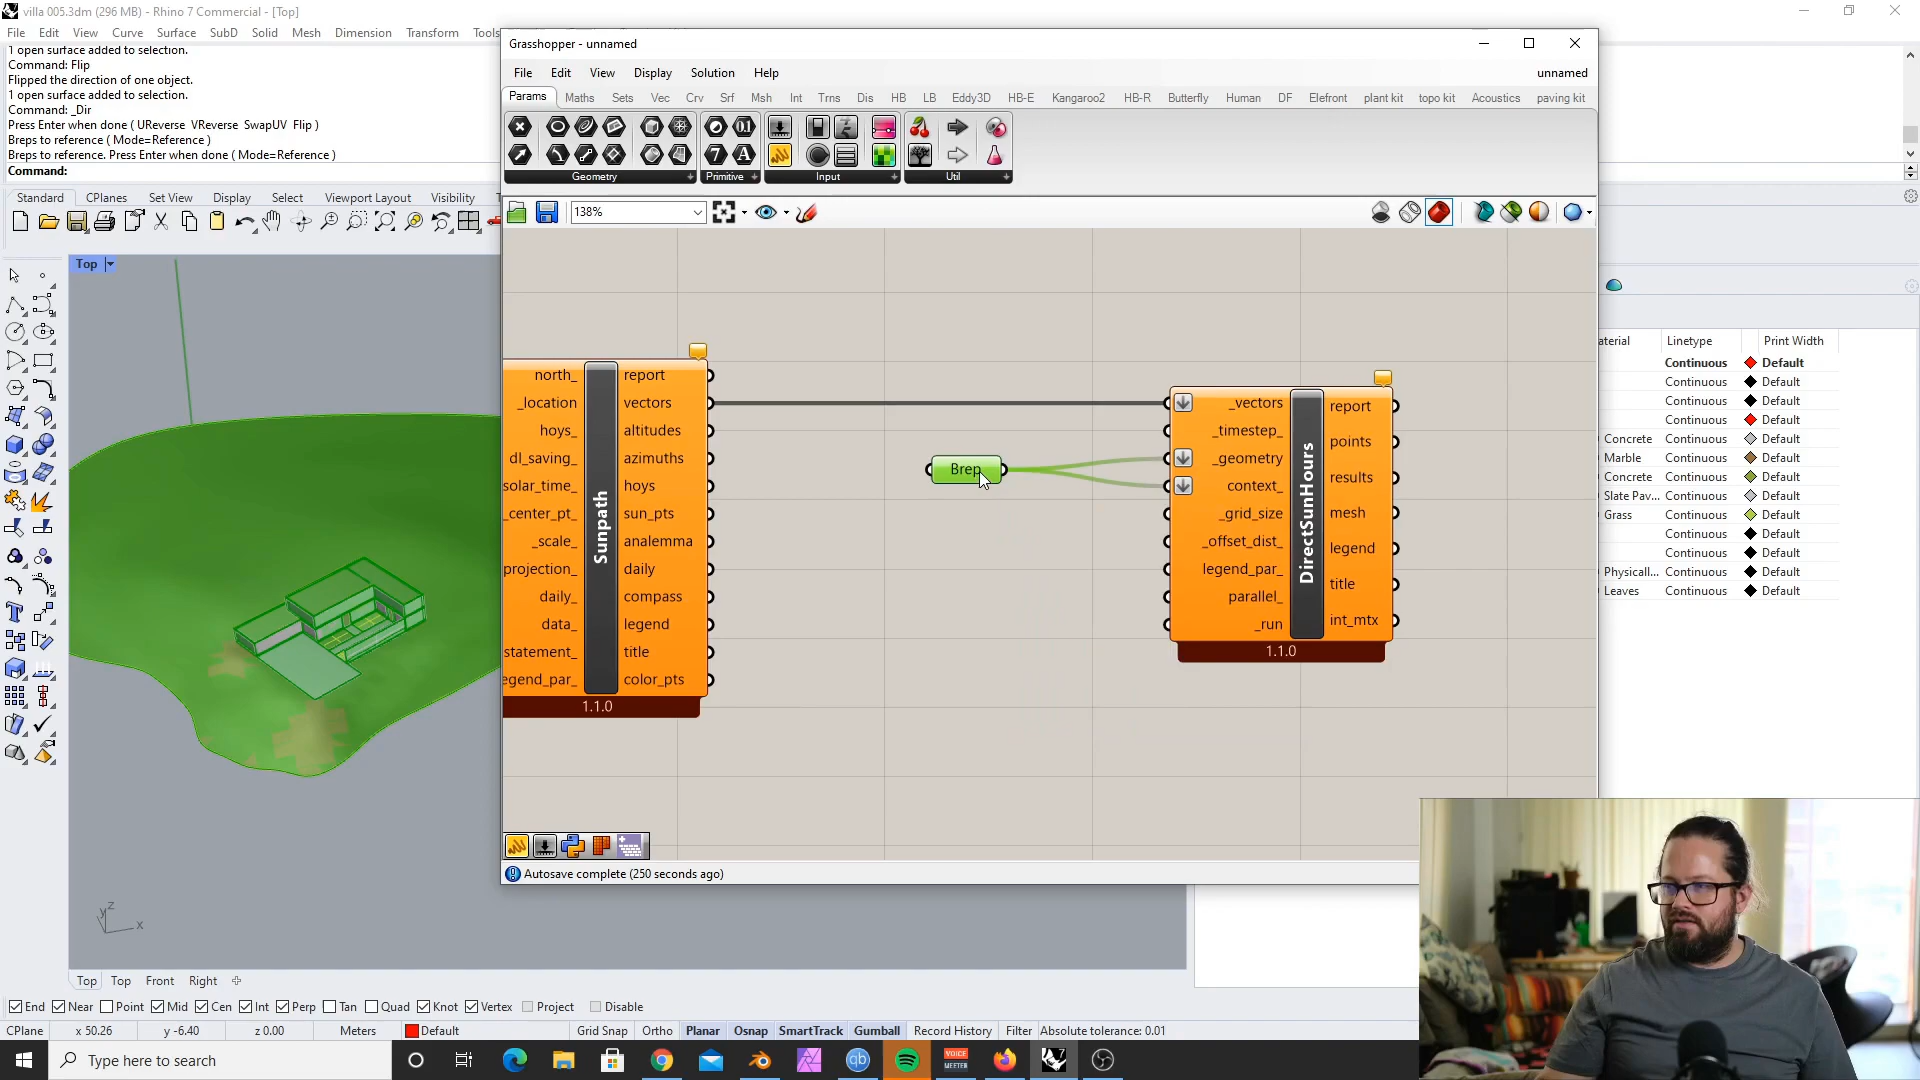 villa 005.3dm (296 MB) - Rhino 7 Commercial - [Top]
File Edit View Curve Surface SubD Solid Mesh Dimension Transform Tools
1 open surface added to selection.
Command: Flip
Flipped the direction of one object.
1 open surface added to selection.
Command: _Dir
Press Enter when done ( UReverse VReverse SwapUV Flip )
Breps to reference ( Mode=Reference )
Breps to reference. Press Enter when done ( Mode=Reference )
Command:
Standard CPlanes Set View Display Select Viewport Layout Visibility
Top
Grasshopper - unnamed
File Edit View Display Solution Help unnamed
Params Maths Sets Vec Crv Srf Msh Int Trns Dis HB LB Eddy3D HB-E Kangaroo2 HB-R Butterfly Human DF Elefront plant kit topo kit Acoustics paving kit
Geometry Primitive Input Util
138%
north_ report
_location vectors
hoys_ altitudes
dl_saving_ azimuths
solar_time_ hoys
_center_pt_ sun_pts
_scale_ analemma
projection_ daily
daily_ compass
data_ legend
statement_ title
egend_par_ color_pts
Sunpath
1.1.0
Brep
_vectors report
_timestep_
_geometry points
context_ results
_grid_size mesh
_offset_dist_ legend
legend_par_ title
parallel_
_run int_mtx
DirectSunHours
1.1.0
Autosave complete (250 seconds ago)
aterial Linetype Print Width
Continuous Default
Continuous Default
Continuous Default
Continuous Default
Concrete Continuous Default
Marble Continuous Default
Concrete Continuous Default
Slate Pav... Continuous Default
Grass Continuous Default
Continuous Default
Continuous Default
Physicall... Continuous Default
Leaves Continuous Default
z
y
x
Top Top Front Right
End Near Point Mid Cen Int Perp Tan Quad Knot Vertex Project Disable
CPlane x 50.26 y -6.40 z 0.00 Meters Default Grid Snap Ortho Planar Osnap SmartTrack Gumball Record History Filter Absolute tolerance: 0.01
Type here to search
qb
VOICE
MEETER
7